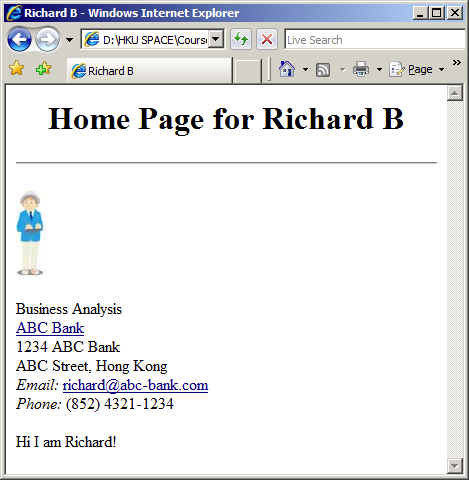 Richard B - Windows Internet Explorer
D:\HKU SPACE\Cours
Live Search
Richard B
Page
Home Page for Richard B
Business Analysis
ABC Bank
1234 ABC Bank
ABC Street, Hong Kong
Email: richard@abc-bank.com
Phone: (852) 4321-1234
Hi I am Richard!